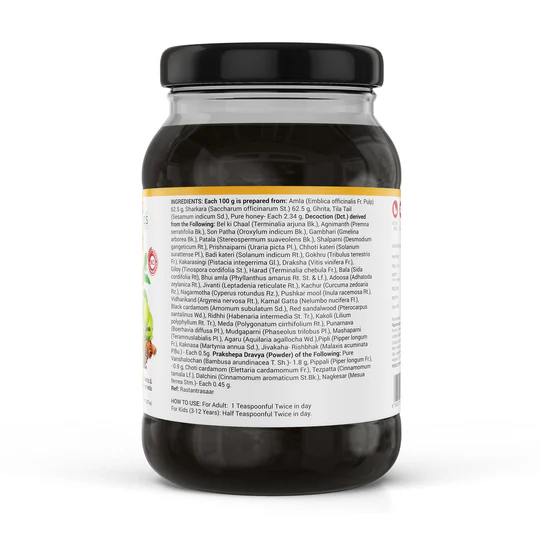 INGREDIENTS: Each 100 g is prepared from: Amla (Emblica officinalis Fr. Pulp)
62.5 g, Sharkara (Saccharum officinarum St.) 62.5 g, Ghrita, Tila Tail
(Sesamum indicum Sd.), Pure honey- Each 2.34 g, Decoction (Dct.) derived
from the Following: Bel ki Chaal (Terminalia arjuna Bk.), Agnimanth (Premna
serratifolia Bk.), Son Patha (Oroxylum indicum Bk.), Gambhari (Gmelina
arborea Bk.), Patala (Stereospermum suaveolens Bk.), Shalparni (Desmodium
gangeticum Rt.), Prishnaiparni (Uraria picta Pl.), Chhoti kateri (Solanum
surattense Pl.), Badi kateri (Solanum indicum Rt.), Gokhru (Tribulus terrestris
Fr.), Kakarasingi (Pistacia integerrima Gl.), Draksha (Vitis vinifera Fr.),
Giloy (Tinospora cordifolia St.), Harad (Terminalia chebula Fr.), Bala (Sida
cordifolia Rt), Bhui amla (Phyllanthus amarus Rt. St. & Lf.), Adoosa (Adhatoda
zeylanica Rt.), Jivanti (Leptadenia reticulate Rt.), Kachur (Curcuma zedoaria
Rz.), Nagarmotha (Cyperus rotundus Rz.), Pushkar mool (Inula racemosa Rt.),
Vidharikand (Argyreia nervosa Rt.), Kamal Gatta (Nelumbo nucifera Fl.),
Black cardamom (Amomum subulatum Sd.), Red sandalwood (Pterocarpus
santalinus Wd.), Ridhhi (Habenaria intermedia St. Tr.), Kakoli (Lilium
polyphyllum Rt. Tr.), Meda (Polygonatum cirrhifolium Rt.), Punarnava
(Boerhavia diffusa Pl.), Mudgaparni (Phaseolus trilobus Pl.), Mashaparni
(Teramnuslabialis Pl.), Agaru (Aquilaria agallocha Wd.), Pipli (Pipper longum
Fr.), Kaknasa (Martynia annua Sd.), Jivakaha- Rishbhak (Malaxis acuminata
P.Bu.)- Each 0.5g. Prakshepa Dravya (Powder) of the Following: Pure
Vanshalochan (Bambusa arundinacea T. Sh.)- 1.8 g, Pippali (Piper longum Fr.)
-0.9 g, Choti cardamom (Elettaria cardamomum Fr.), Tezpatta (Cinnamomum
tamala Lf.), Dalchini (Cinnamomum aromaticum St.Bk.), Nagkesar (Mesua
ferrea Stm.)- Each 0.45 g.
Ref: Rastantrasaar
HOW TO USE: For Adult: 1 Teaspoonful Twice in day
For Kids (3-12 Years): Half Teaspoonful Twice in day.